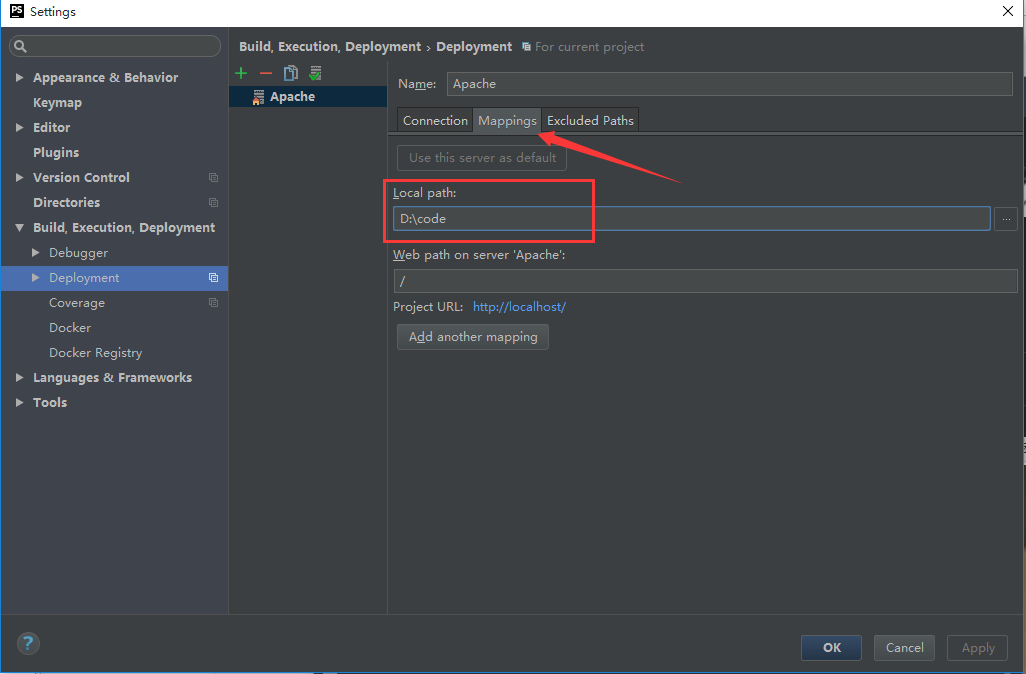 PS Settings
Build, Execution, Deployment › Deployment For current project
Appearance & Behavior
Keymap
Editor
Plugins
Version Control
Directories
Build, Execution, Deployment
Debugger
Deployment
Coverage
Docker
Docker Registry
Languages & Frameworks
Tools
Apache
Name: Apache
Connection Mappings Excluded Paths
Use this server as default
Local path:
D:\code
...
Web path on server 'Apache':
/
Project URL: http://localhost/
Add another mapping
?
OK Cancel Apply